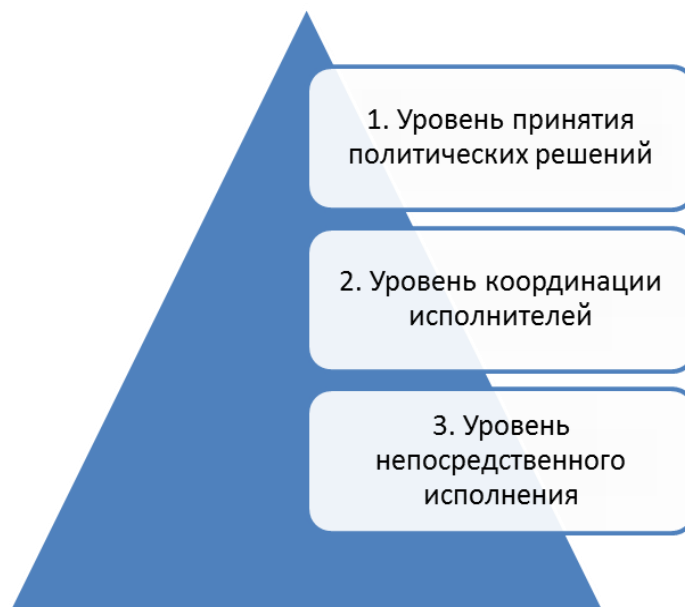 1. Уровень принятия
политических решений
2. Уровень координации
исполнителей
3. Уровень
непосредственного
исполнения